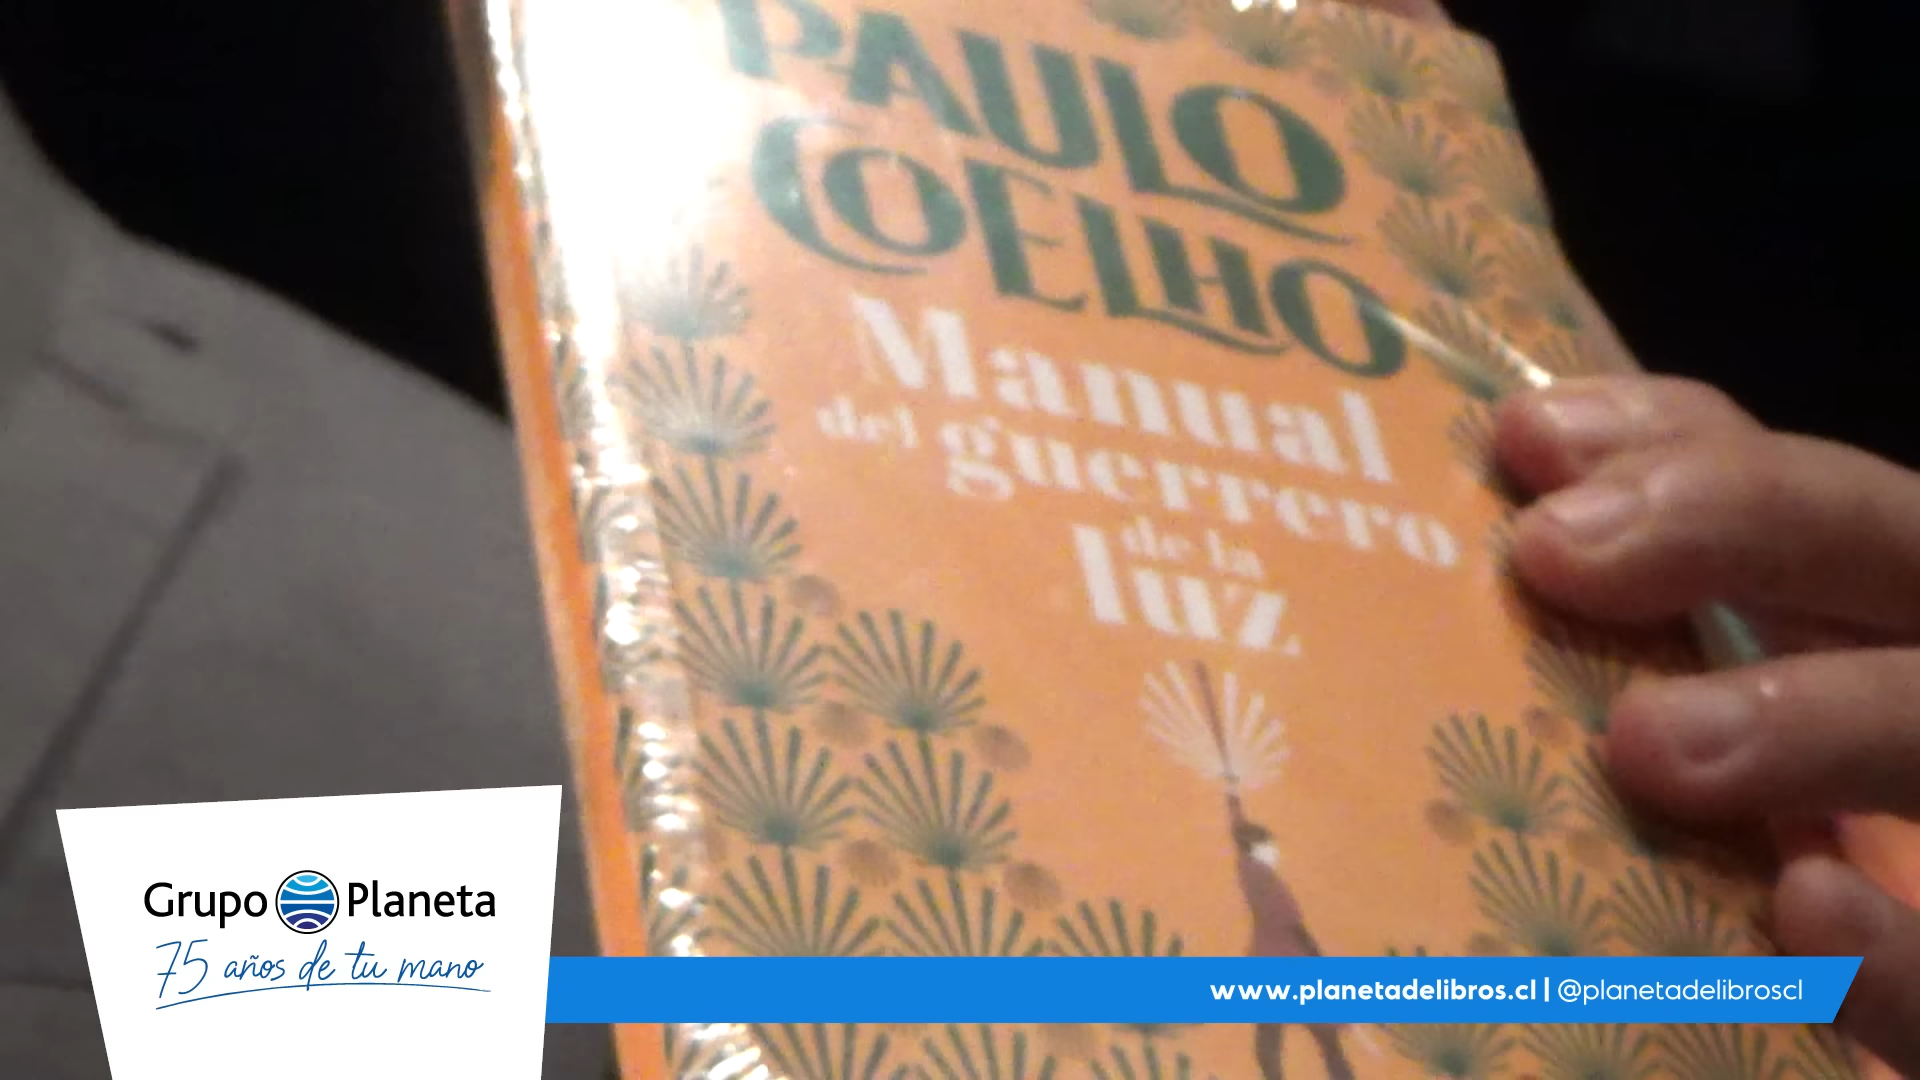 PAULO
COELHO
Manual
del guerrero
de la
luz
Grupo Planeta
75 años de tu mano
www.planetadelibros.cl | @planetadelibroscl